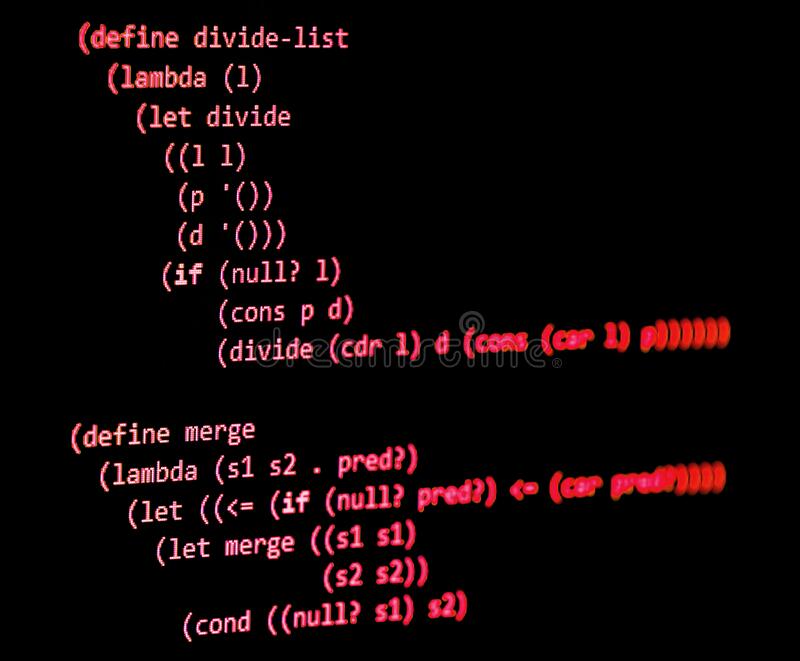 (define divide-list
(lambda (l)
(let divide
((l l)
(p '())
(d '()))
(if (null? l)
(cons p d)
(divide (cdr l) d (cons (car l) p))))))
dreamstime
(define merge
(lambda (s1 s2 . pred?)
(let ((<= (if (null? pred?) <= (car pred?))))
(let merge ((s1 s1)
(s2 s2))
(cond ((null? s1) s2)